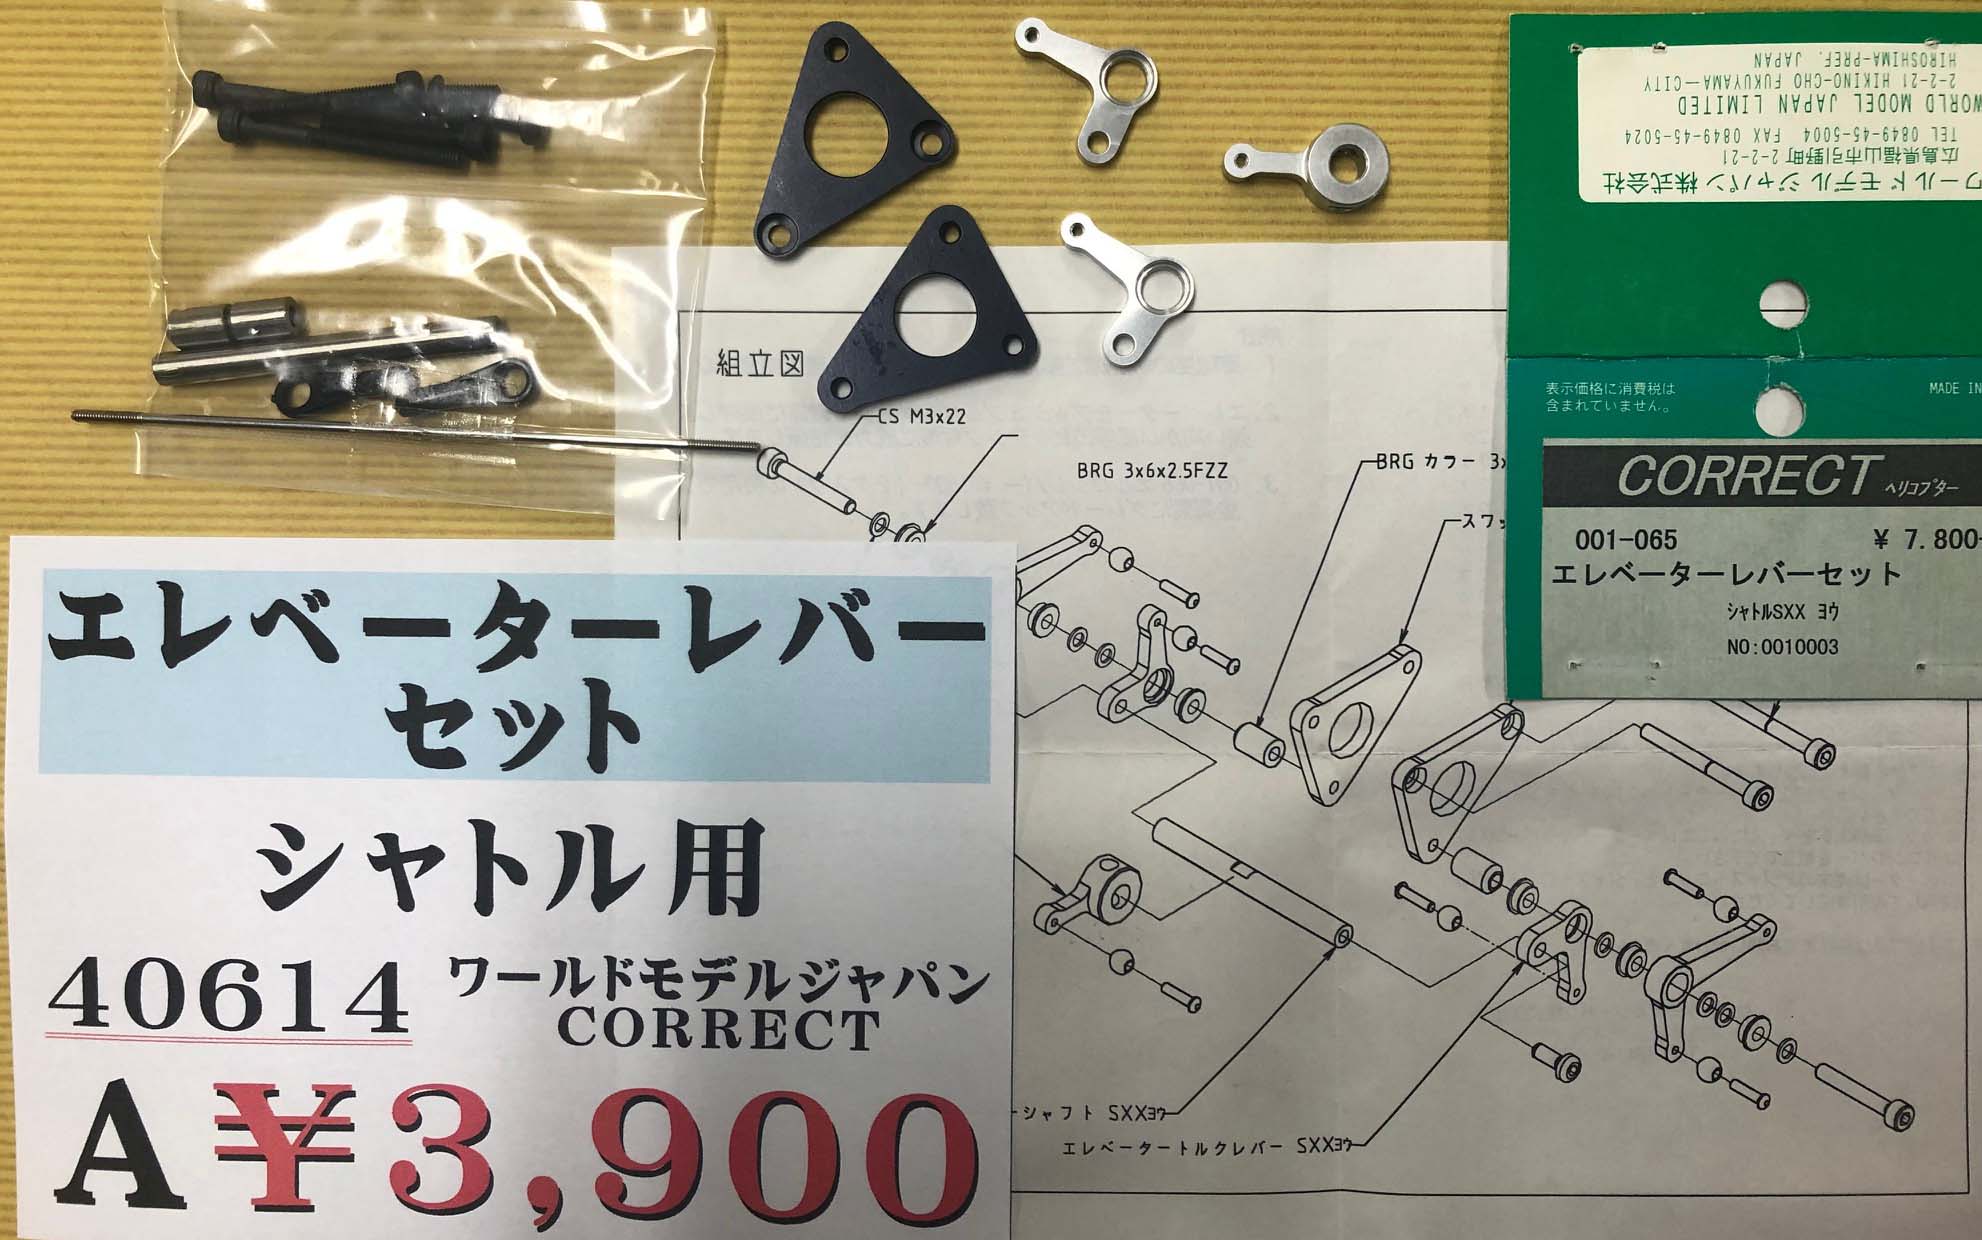 HIROSHIMA-PREF. JAPAN
2-2-21 HIKINO-CHO FUKUYAMA-CITY
WORLD MODEL JAPAN LIMITED
TEL 0849-45-5004 FAX 0849-45-5024
広島県福山市引野町2-2-21
ワールドモデルジャパン株式会社
表示価格に消費税は
含まれていません。
MADE IN
CORRECT ヘリコプター
001-065 ¥ 7.800-
エレベーターレバーセット
シャトルSXX ヨウ
NO:0010003
組立図
CS M3x22
BRG 3x6x2.5FZZ
BRG カラー 3x
スワッ
シャフト SXXヨウ
エレベータートルクレバー SXXヨウ
エレベーターレバー
セット
シャトル用
40614 ワールドモデルジャパン
CORRECT
A ¥3,900